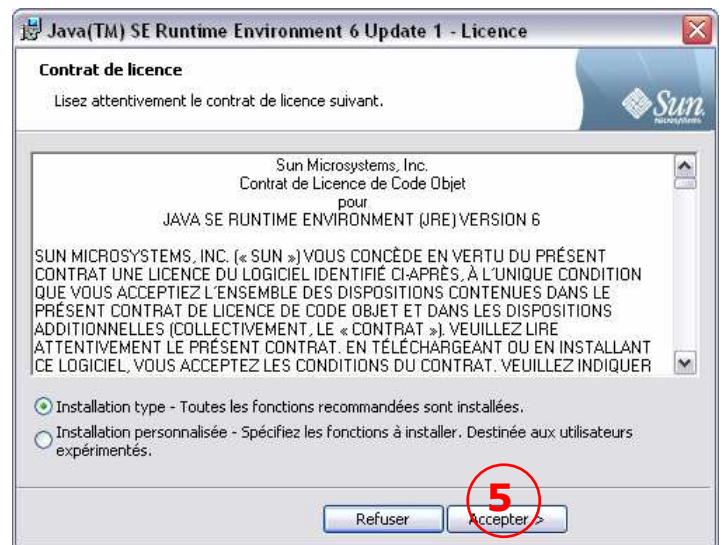 Java(TM) SE Runtime Environment 6 Update 1 - Licence
Contrat de licence
Lisez attentivement le contrat de licence suivant.
Sun
microsystems
Sun Microsystems, Inc.
Contrat de Licence de Code Objet
pour
JAVA SE RUNTIME ENVIRONMENT (JRE) VERSION 6
SUN MICROSYSTEMS, INC. (« SUN ») VOUS CONCÈDE EN VERTU DU PRÉSENT
CONTRAT UNE LICENCE DU LOGICIEL IDENTIFIÉ CI-APRÈS, À L'UNIQUE CONDITION
QUE VOUS ACCEPTIEZ L'ENSEMBLE DES DISPOSITIONS CONTENUES DANS LE
PRÉSENT CONTRAT DE LICENCE DE CODE OBJET ET DANS LES DISPOSITIONS
ADDITIONNELLES (COLLECTIVEMENT, LE « CONTRAT »). VEUILLEZ LIRE
ATTENTIVEMENT LE PRÉSENT CONTRAT. EN TÉLÉCHARGEANT OU EN INSTALLANT
CE LOGICIEL, VOUS ACCEPTEZ LES CONDITIONS DU CONTRAT. VEUILLEZ INDIQUER
Installation type - Toutes les fonctions recommandées sont installées.
Installation personnalisée - Spécifiez les fonctions à installer. Destinée aux utilisateurs
expérimentés.
5
Refuser Accepter >